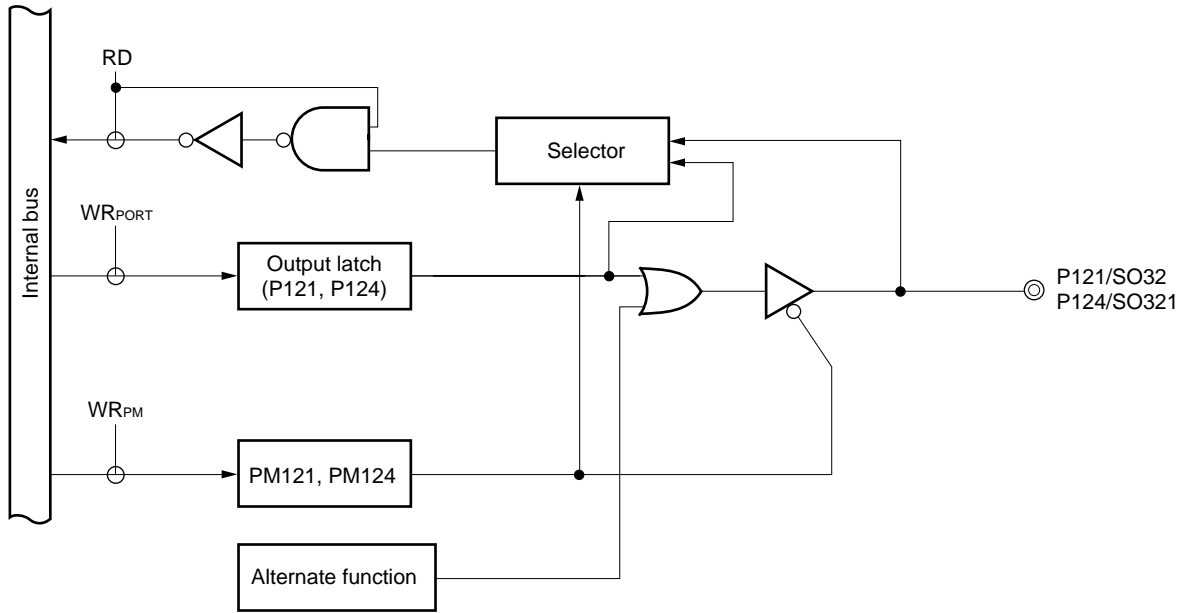 RD
Selector
Internal bus
WRPORT
Output latch
(P121, P124)
P121/SO32
P124/SO321
WRPM
PM121, PM124
Alternate function